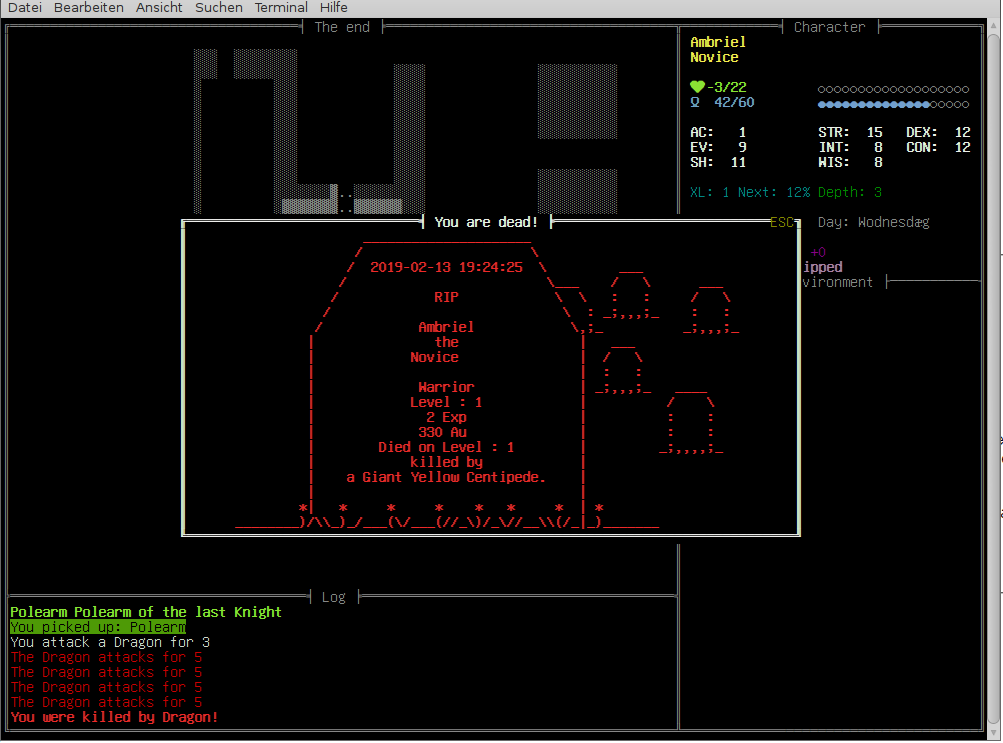 Datei Bearbeiten Ansicht Suchen Terminal Hilfe
The end
Character
Ambriel
Novice
-3/22
Ω 42/60
AC: 1 STR: 15 DEX: 12
EV: 9 INT: 8 CON: 12
SH: 11 WIS: 8
XL: 1 Next: 12% Depth: 3
Day: Wodnesdæg
+0
ipped
vironment
You are dead!
ESC
2019-02-13 19:24:25
RIP
Ambriel
the
Novice
Warrior
Level : 1
2 Exp
330 Au
Died on Level : 1
killed by
a Giant Yellow Centipede.
Log
Polearm Polearm of the last Knight
You picked up: Polearm
You attack a Dragon for 3
The Dragon attacks for 5
The Dragon attacks for 5
The Dragon attacks for 5
The Dragon attacks for 5
You were killed by Dragon!